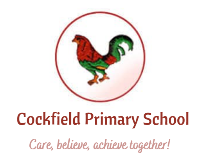 Cockfield Primary School
Care, believe, achieve together!